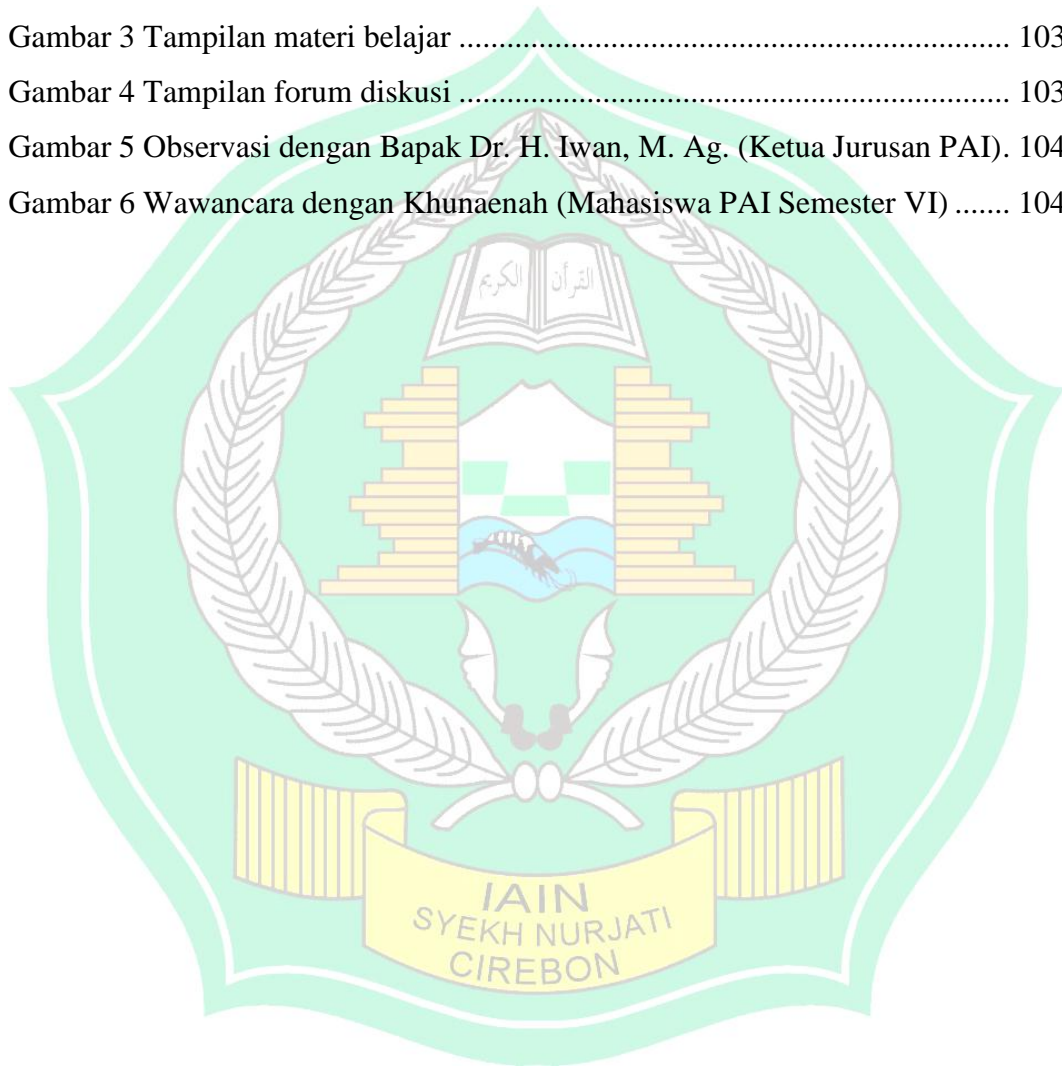 Gambar 3 Tampilan materi belajar ........................................................................ 103
Gambar 4 Tampilan forum diskusi ........................................................................ 103
Gambar 5 Observasi dengan Bapak Dr. H. Iwan, M. Ag. (Ketua Jurusan PAI). 104
Gambar 6 Wawancara dengan Khunaenah (Mahasiswa PAI Semester VI) ....... 104
القرآن الكريم
IAIN
SYEKH NURJATI
CIREBON